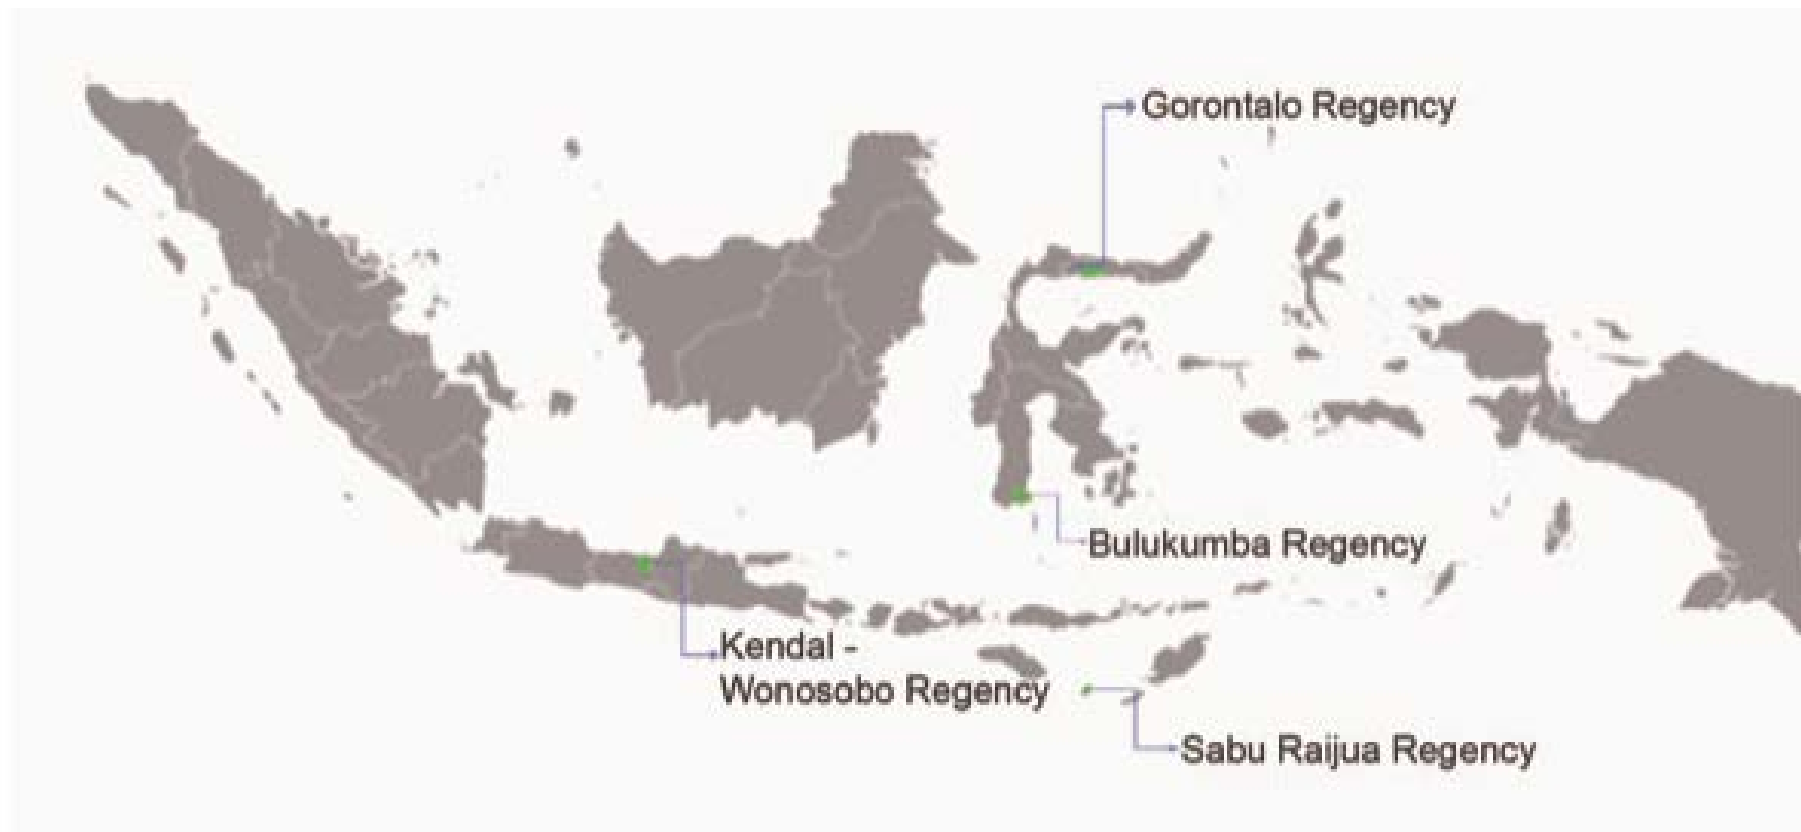 Gorontalo Regency
Bulukumba Regency
Kendal -
Wonosobo Regency
Sabu Raijua Regency